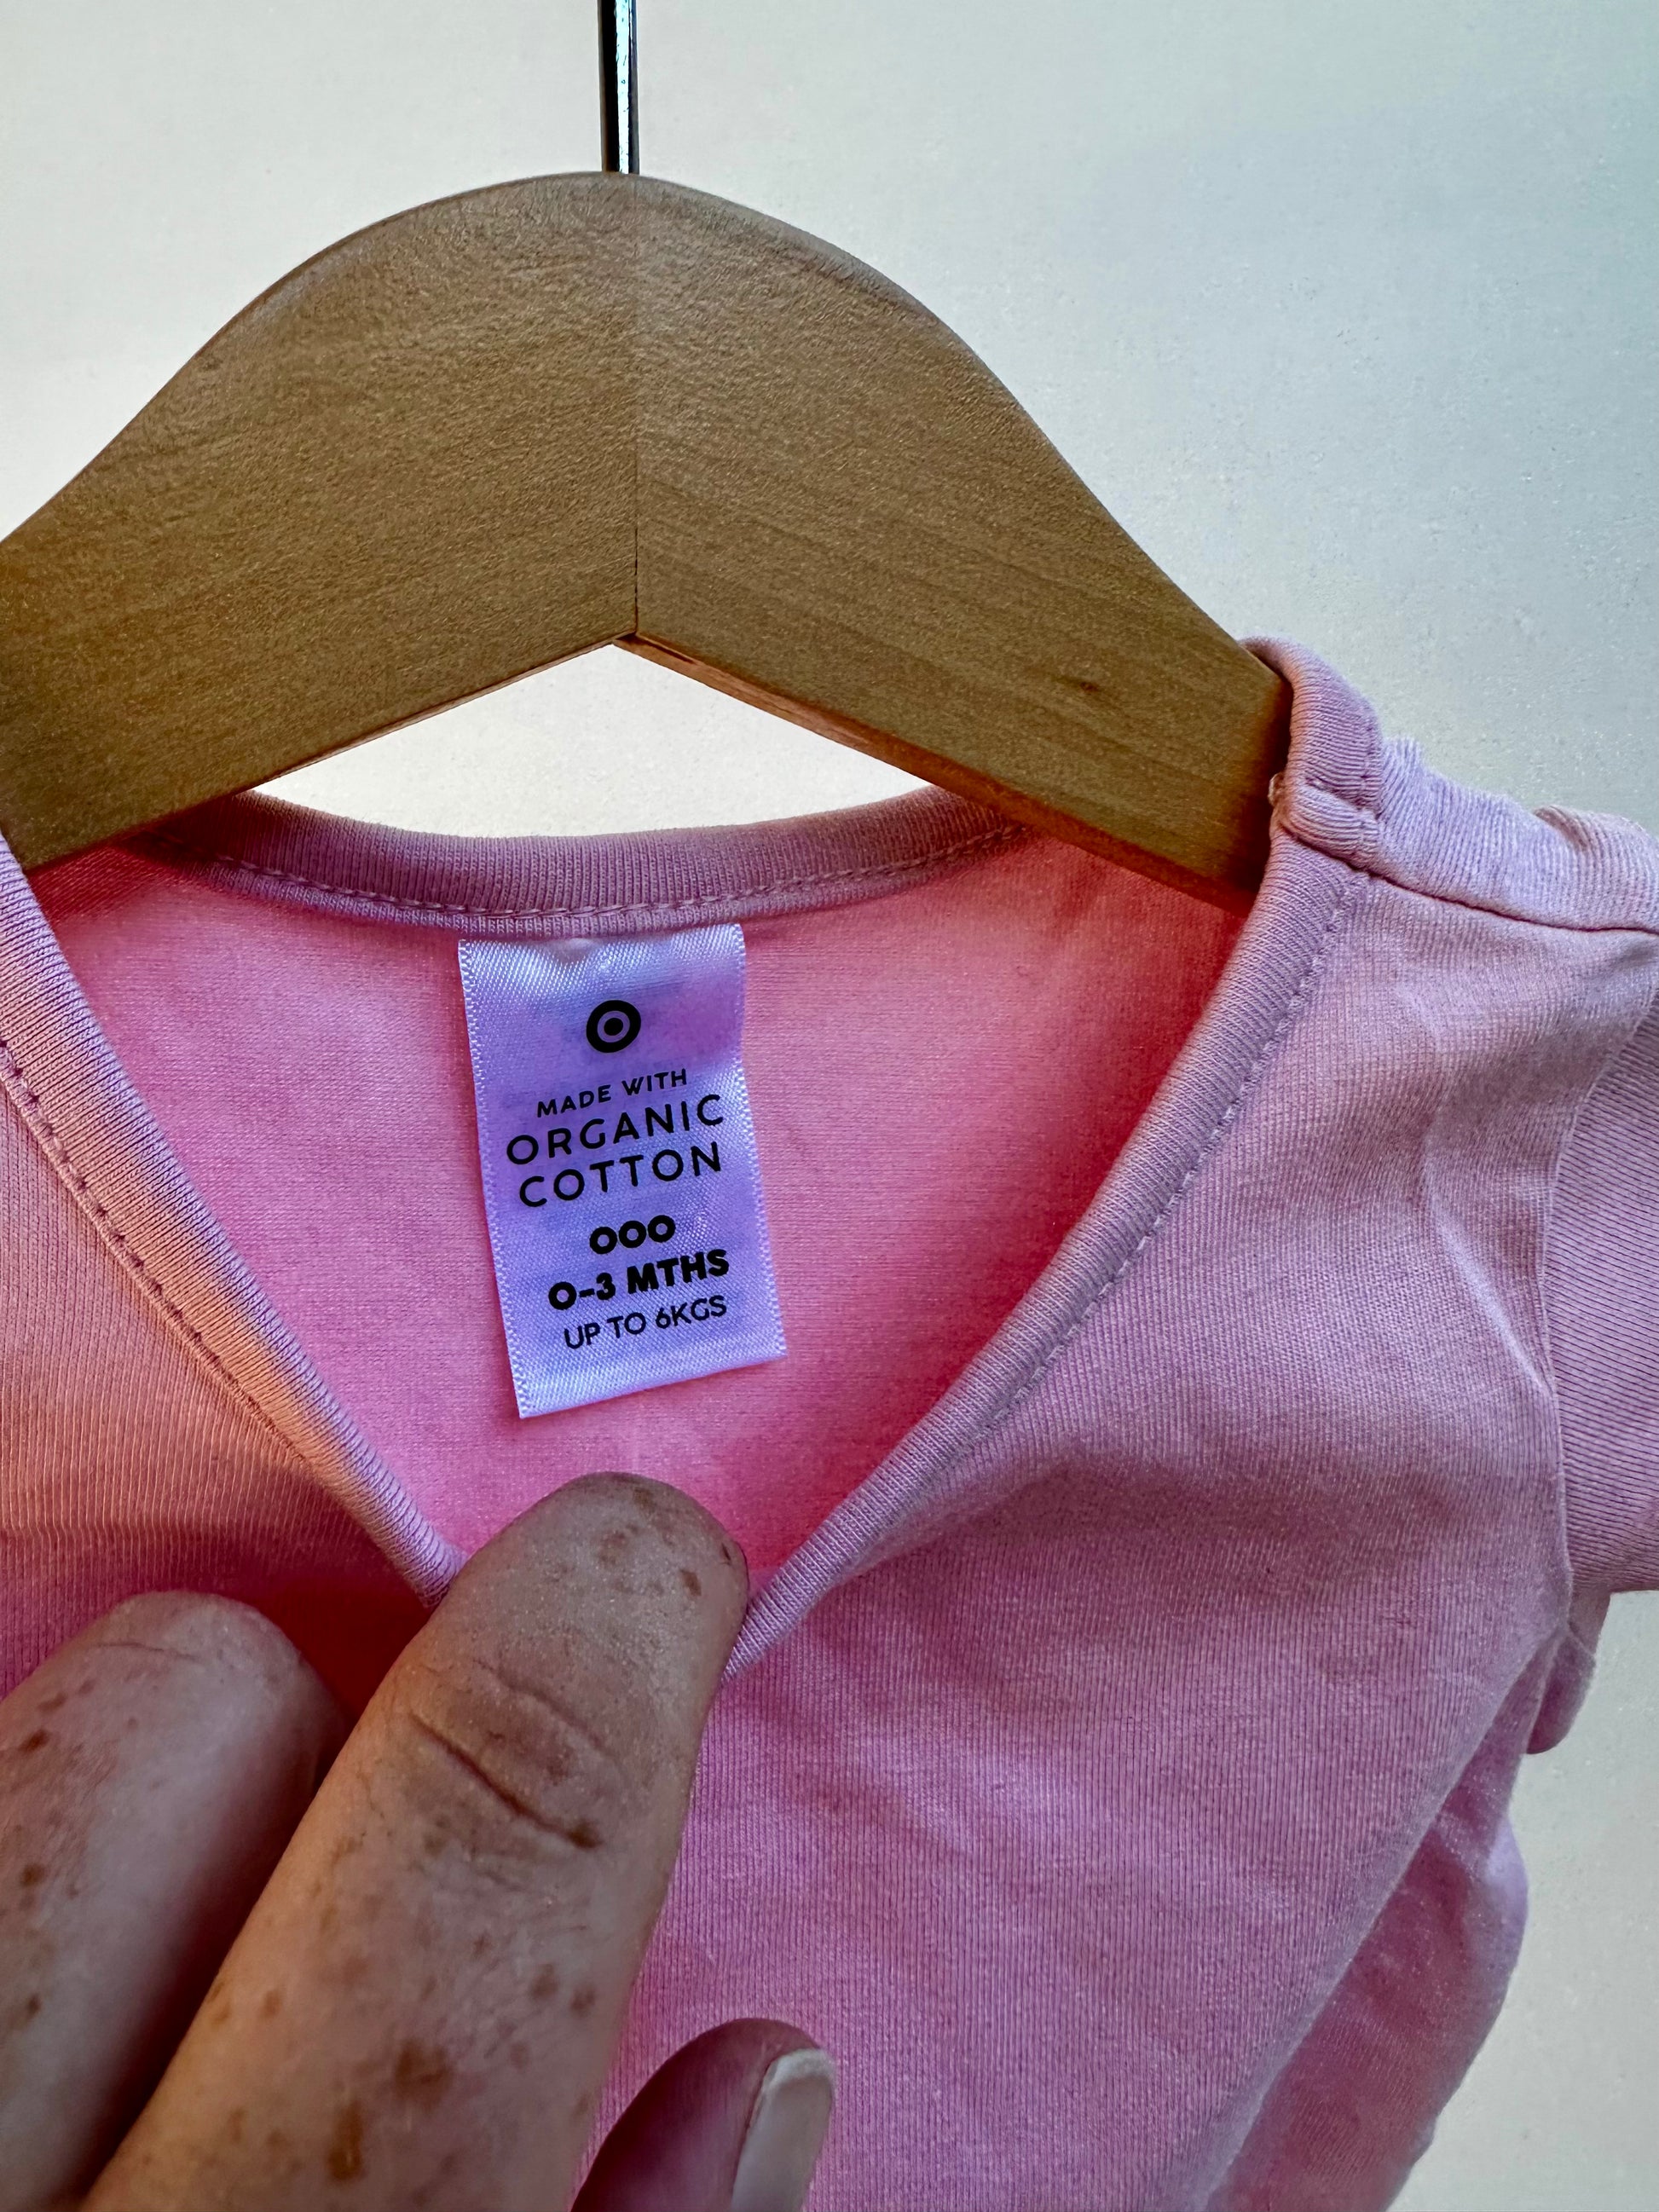 MADE WITH
ORGANIC
COTTON
000
0-3 MTHS
UP TO 6KGS